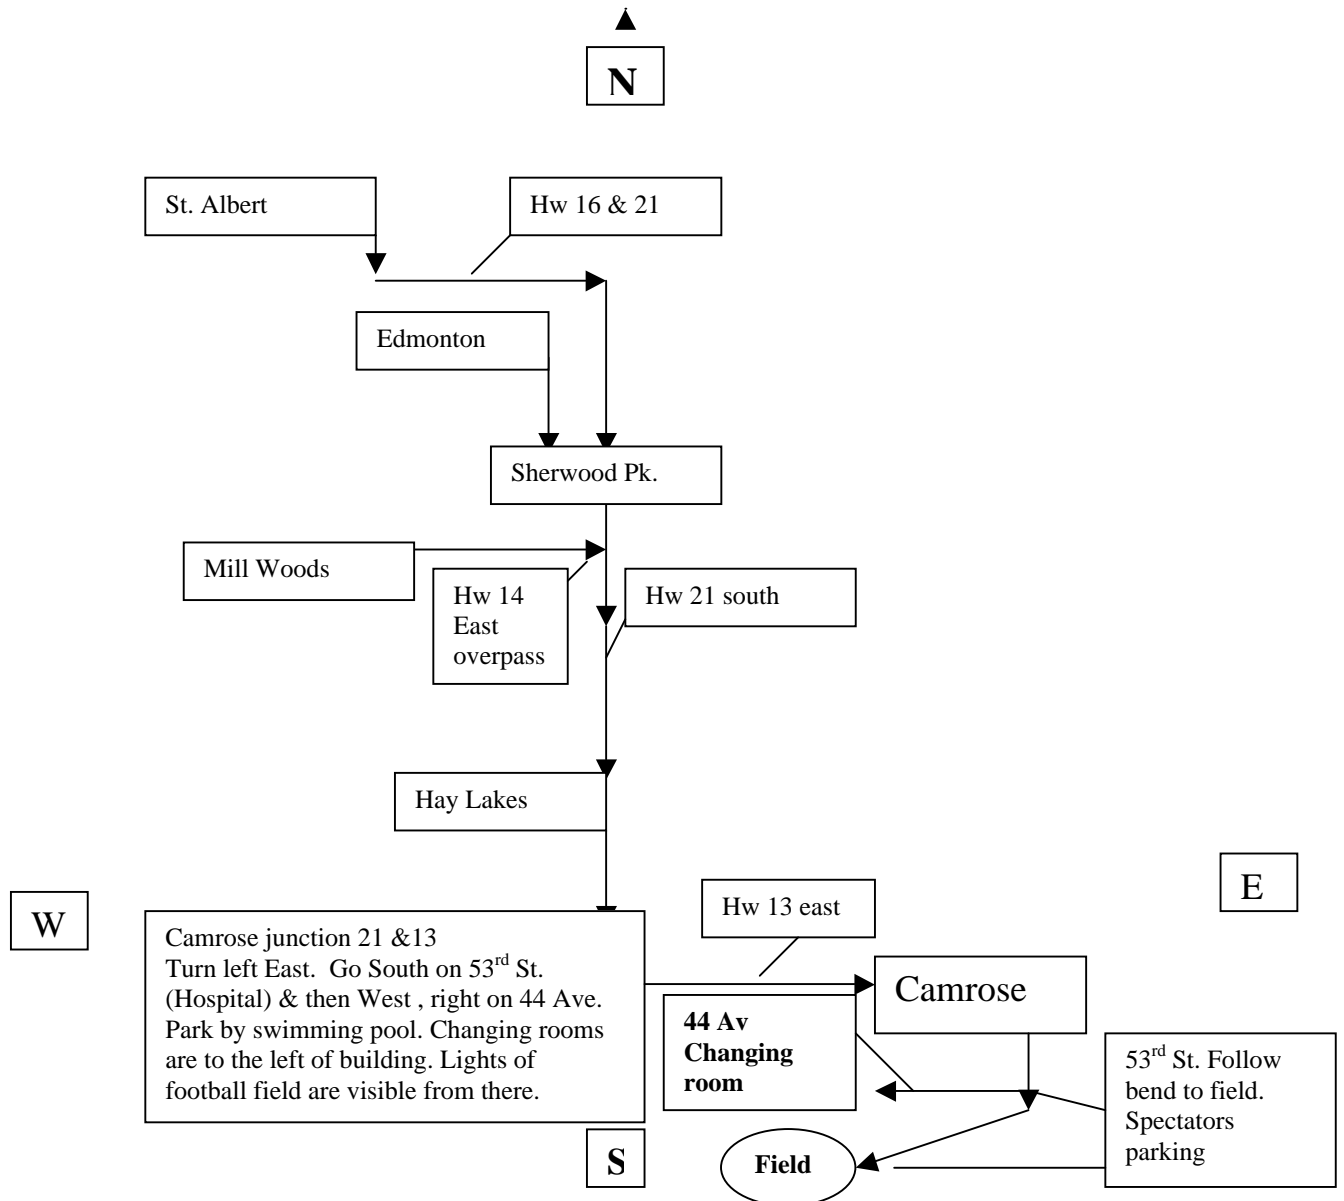 N
St. Albert
Hw 16 & 21
Edmonton
Sherwood Pk.
Mill Woods
Hw 14
East
overpass
Hw 21 south
Hay Lakes
W
E
Hw 13 east
Camrose junction 21 &13
Turn left East.  Go South on 53rd St.
(Hospital) & then West , right on 44 Ave.
Park by swimming pool. Changing rooms
are to the left of building. Lights of
football field are visible from there.
Camrose
44 Av
Changing
room
53rd St. Follow
bend to field.
Spectators
parking
S
Field